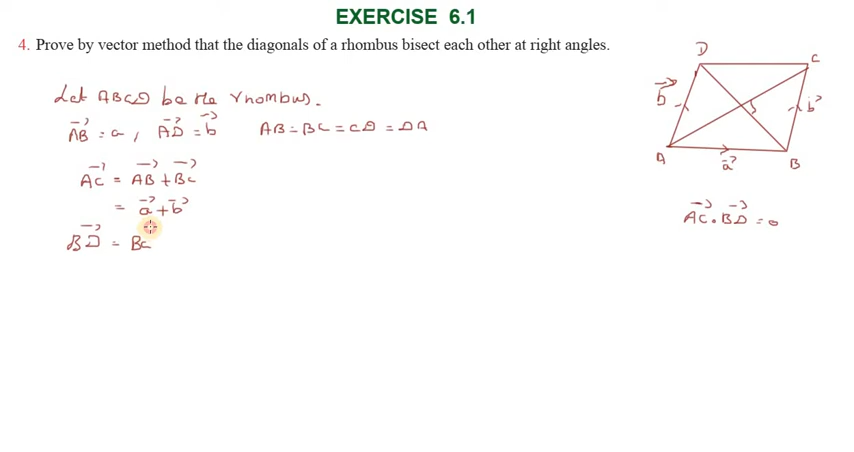 EXERCISE 6.1
4. Prove by vector method that the diagonals of a rhombus bisect each other at right angles.
Let ABCD be the rhombus.
AB⃗ = a, AD⃗ = b⃗ AB = BC = CD = DA
AC⃗ = AB⃗ + BC⃗
= a⃗ + b⃗
BD⃗ = BC
D C
b⃗ b⃗
A a⃗ B
AC⃗ . BD⃗ = 0